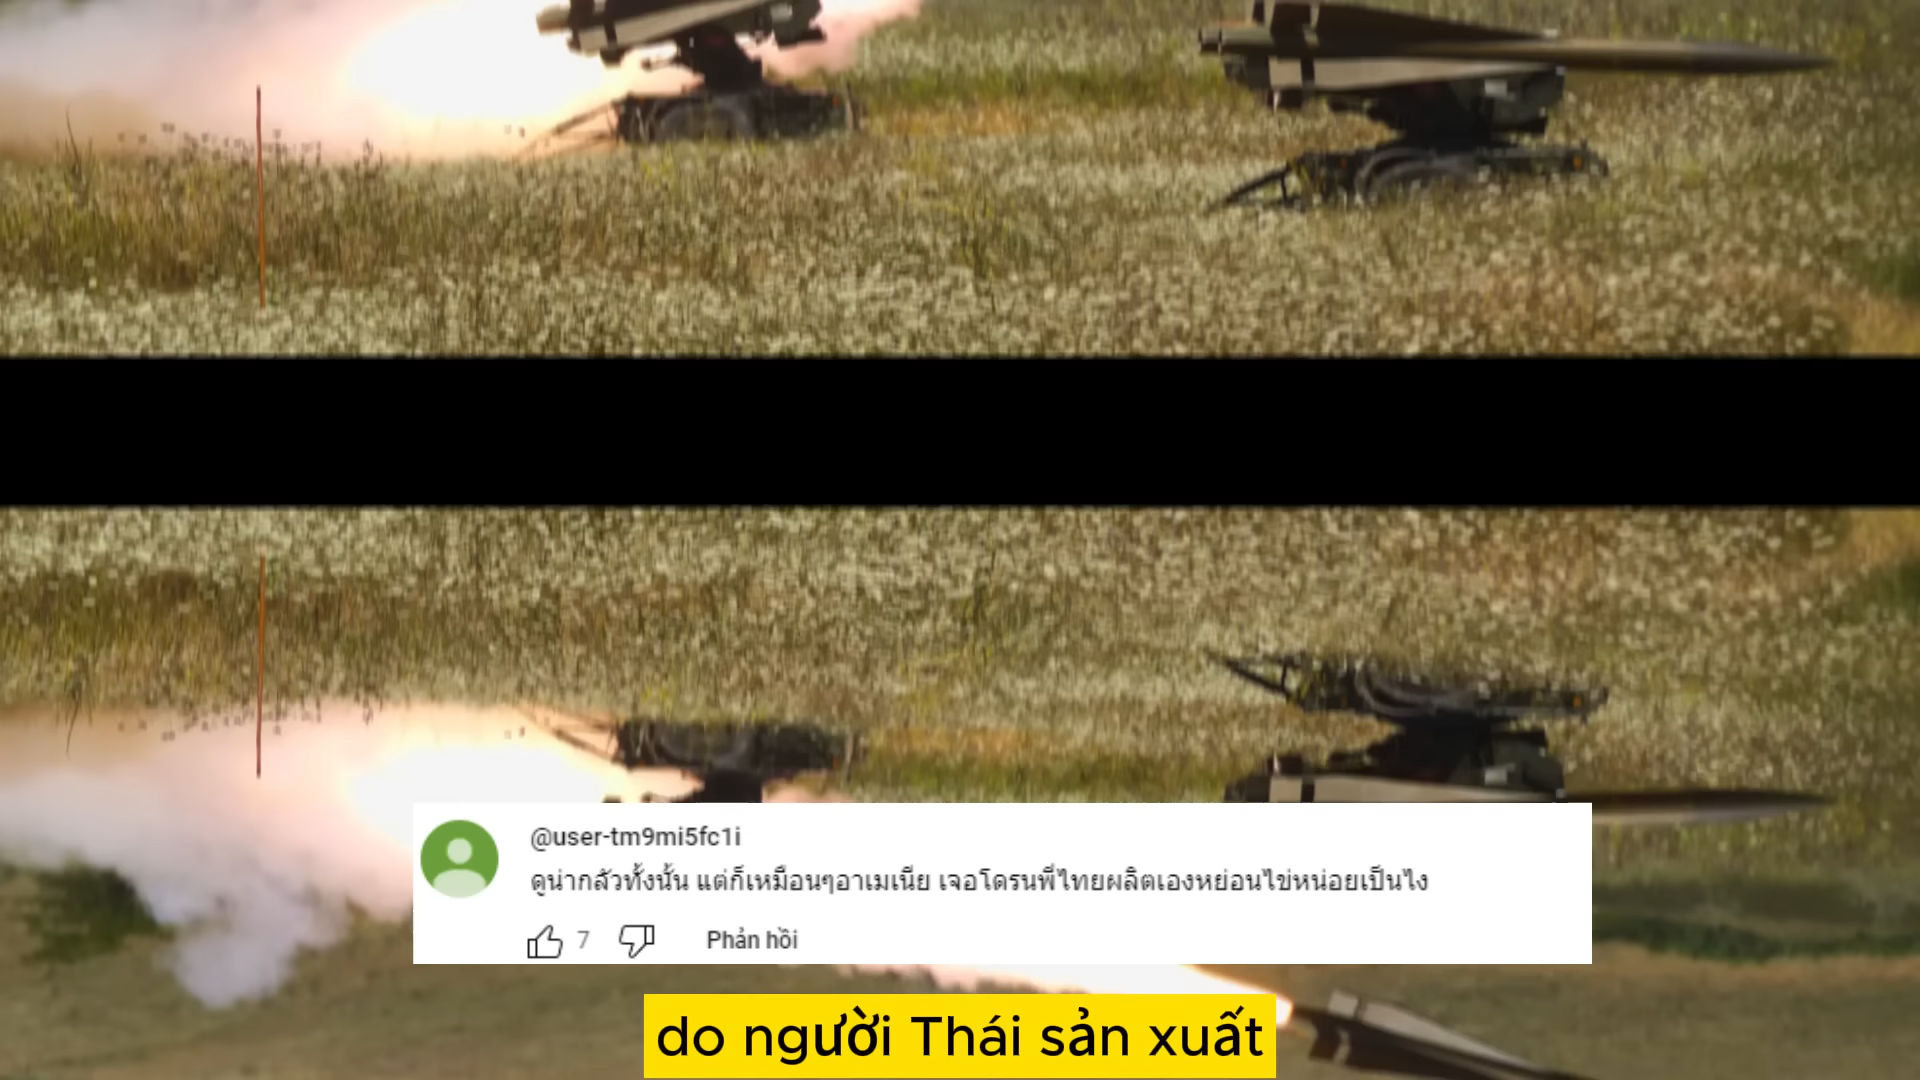 @user-tm9mi5fc1i
ดูน่ากลัวทั้งนั้น แต่ก็เหมือนๆอาเมเนีย เจอโดรนพี่ไทยผลิตเองหย่อนไข่หน่อยเป็นไง
7 Phản hồi
do người Thái sản xuất